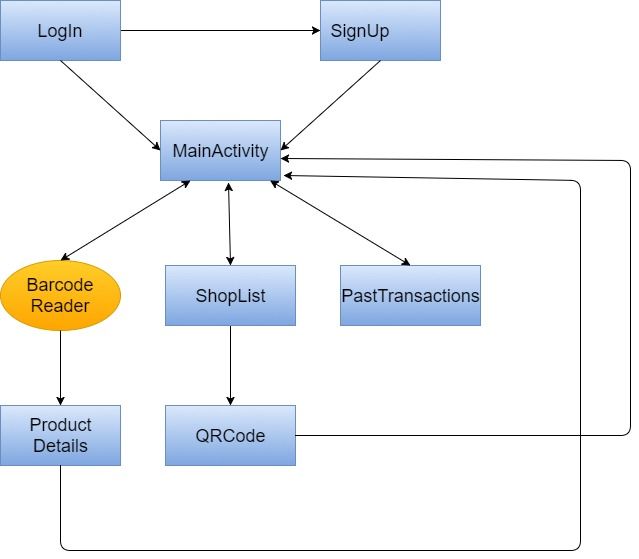 LogIn
SignUp
MainActivity
Barcode
Reader
ShopList
PastTransactions
Product
Details
QRCode